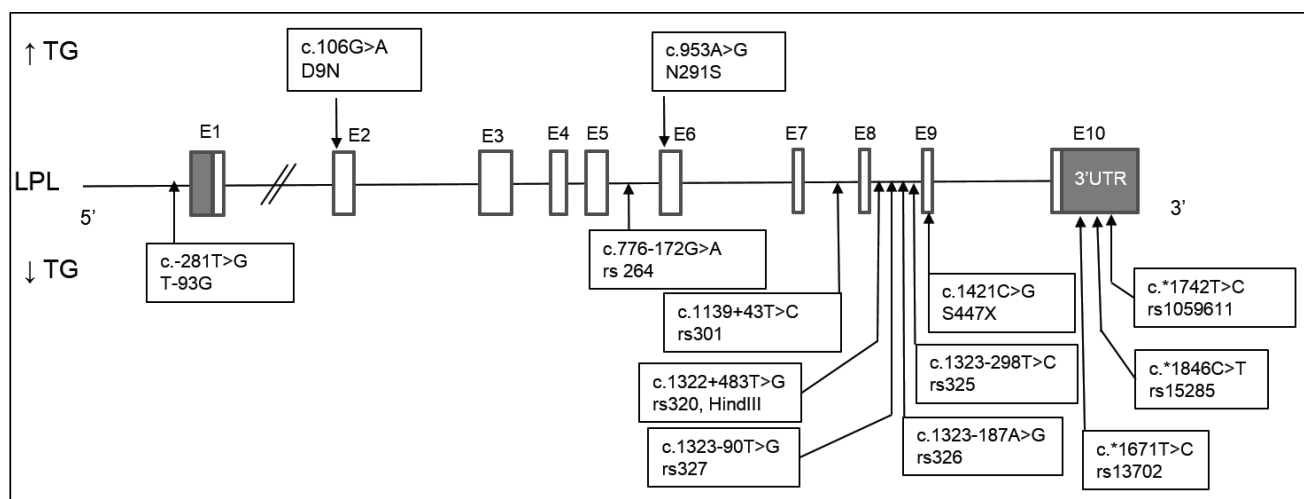 ↑ TG
c.106G>A
D9N
c.953A>G
N291S
E1
E2
E3
E4
E5
E6
E7
E8
E9
E10
LPL
5’
3’UTR
3’
↓ TG
c.-281T>G
T-93G
c.776-172G>A
rs 264
c.1139+43T>C
rs301
c.1421C>G
S447X
c.*1742T>C
rs1059611
c.1322+483T>G
rs320, HindIII
c.1323-298T>C
rs325
c.*1846C>T
rs15285
c.1323-90T>G
rs327
c.1323-187A>G
rs326
c.*1671T>C
rs13702